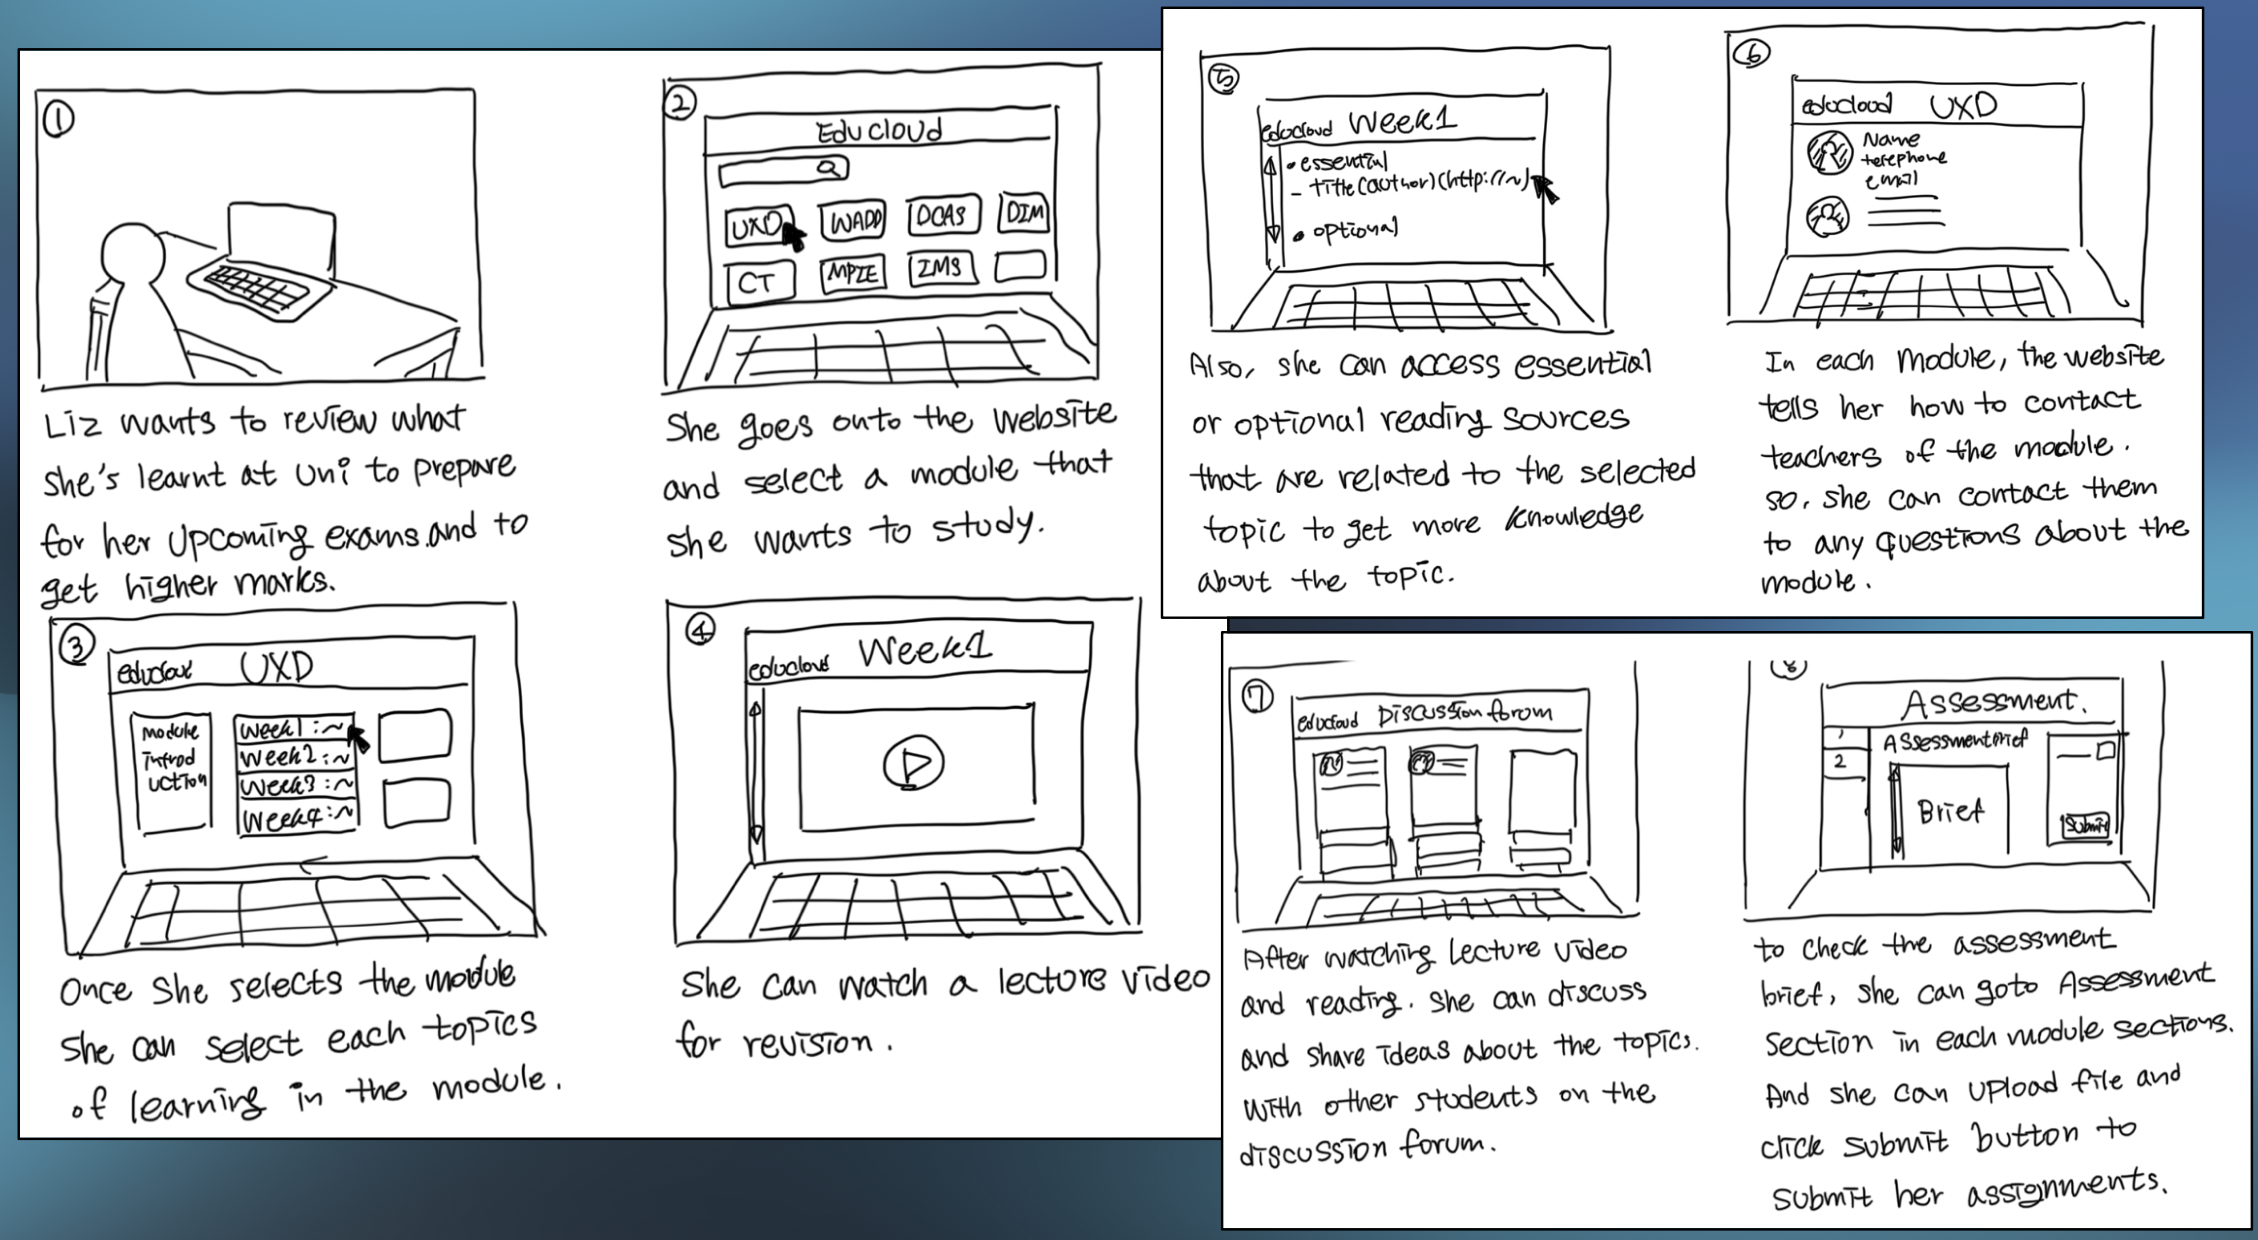 1
Liz wants to review what
she's learnt at Uni to prepare
for her upcoming exams.and to
get higher marks.
2
Educloud
UXD WADD DCAS DIM
CT MPIE IMS
She goes onto the website
and select a module that
she wants to study.
3
educloud UXD
module
introd
uction
Week1 :~
Week2 :~
Week3 :~
Week4 :~
Once She selects the module
She can select each topics
of learning in the module.
4
educloud Week1
She can watch a lecture video
for revision.
5
educloud Week1
• essential
- title(author)(http://~)
• optional
Also, she can access essential
or optional reading sources
that are related to the selected
topic to get more knowledge
about the topic.
6
educloud UXD
Name
terephone
email
In each module, the website
tells her how to contact
teachers of the module.
so, she can contact them
to any questions about the
module.
7
educloud Discussion forom
After watching lecture video
and reading. she can discuss
and share ideas about the topics.
with other students on the
discussion forum.
8
Assessment.
1
2
Assessment brief
Brief
Submit
to check the assessment
brief, she can goto Assessment
section in each module sections.
And she can upload file and
click submit button to
submit her assignments.